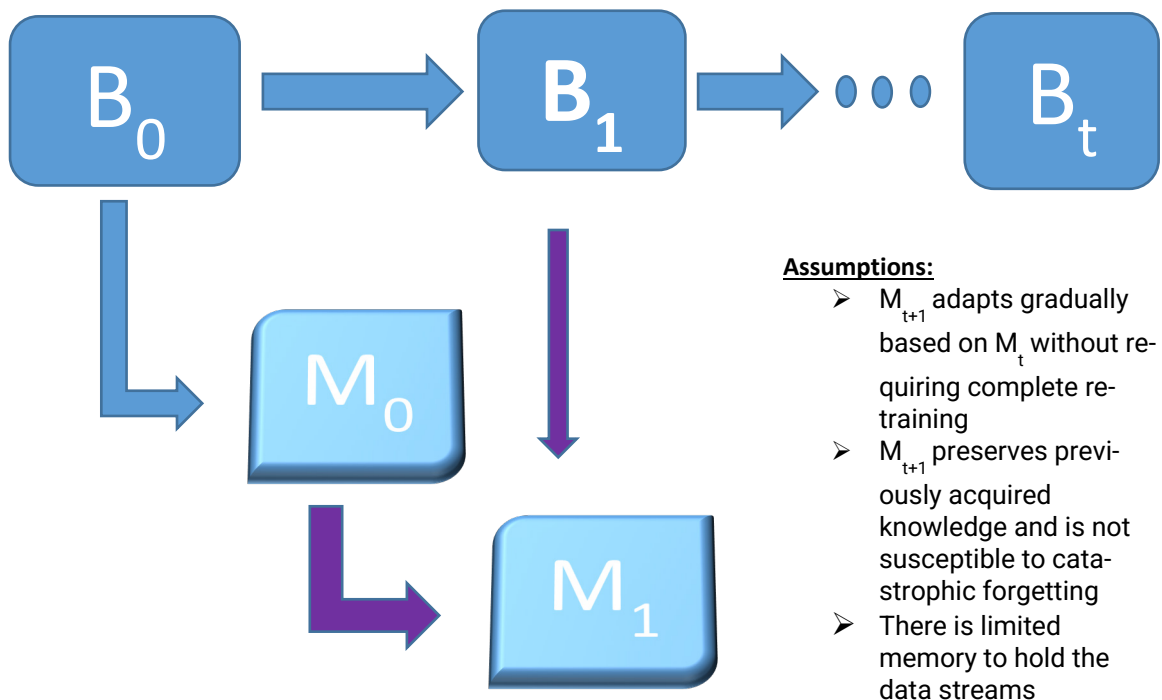 B₀
B₁
Bₜ
M₀
M₁
Assumptions:
➢ Mₜ₊₁ adapts gradually
based on Mₜ without re-
quiring complete re-
training
➢ Mₜ₊₁ preserves previ-
ously acquired
knowledge and is not
susceptible to cata-
strophic forgetting
➢ There is limited
memory to hold the
data streams